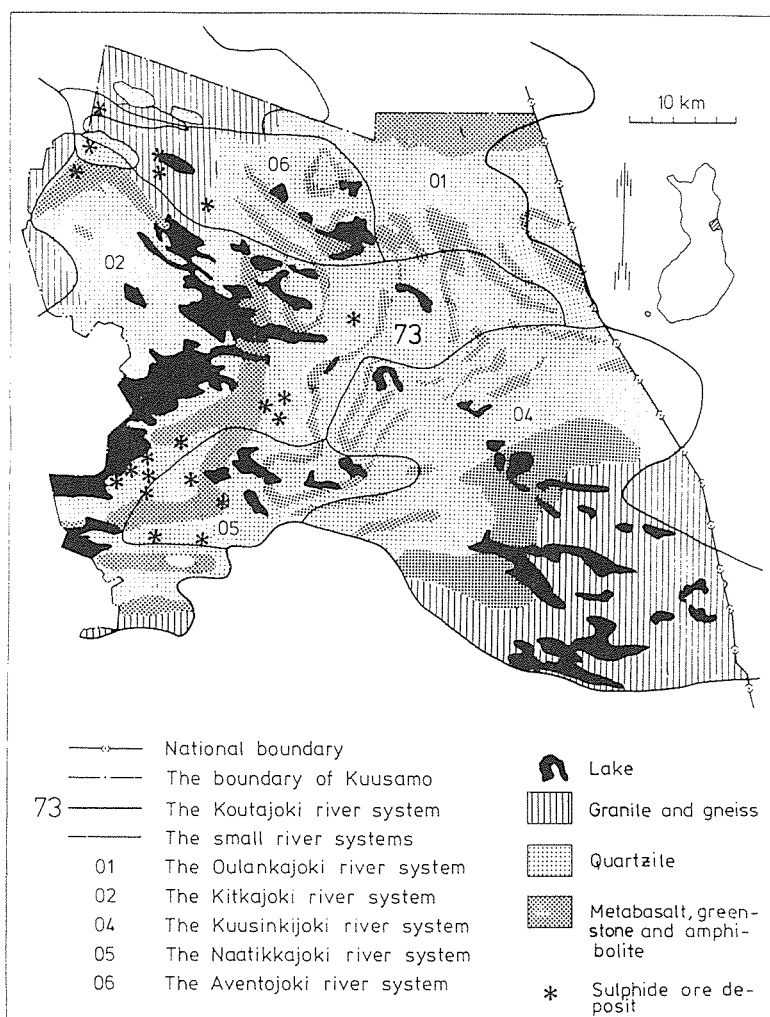 10 km
06
01
02
73
04
05
National boundary
The boundary of Kuusamo
73 The Koutajoki river system
The small river systems
01 The Oulankajoki river system
02 The Kitkajoki river system
04 The Kuusinkijoki river system
05 The Naatikkajoki river system
06 The Aventojoki river system
Lake
Granile and gneiss
Quartzile
Metabasalt, green-
stone and amphi-
bolite
* Sulphide ore de-
posit